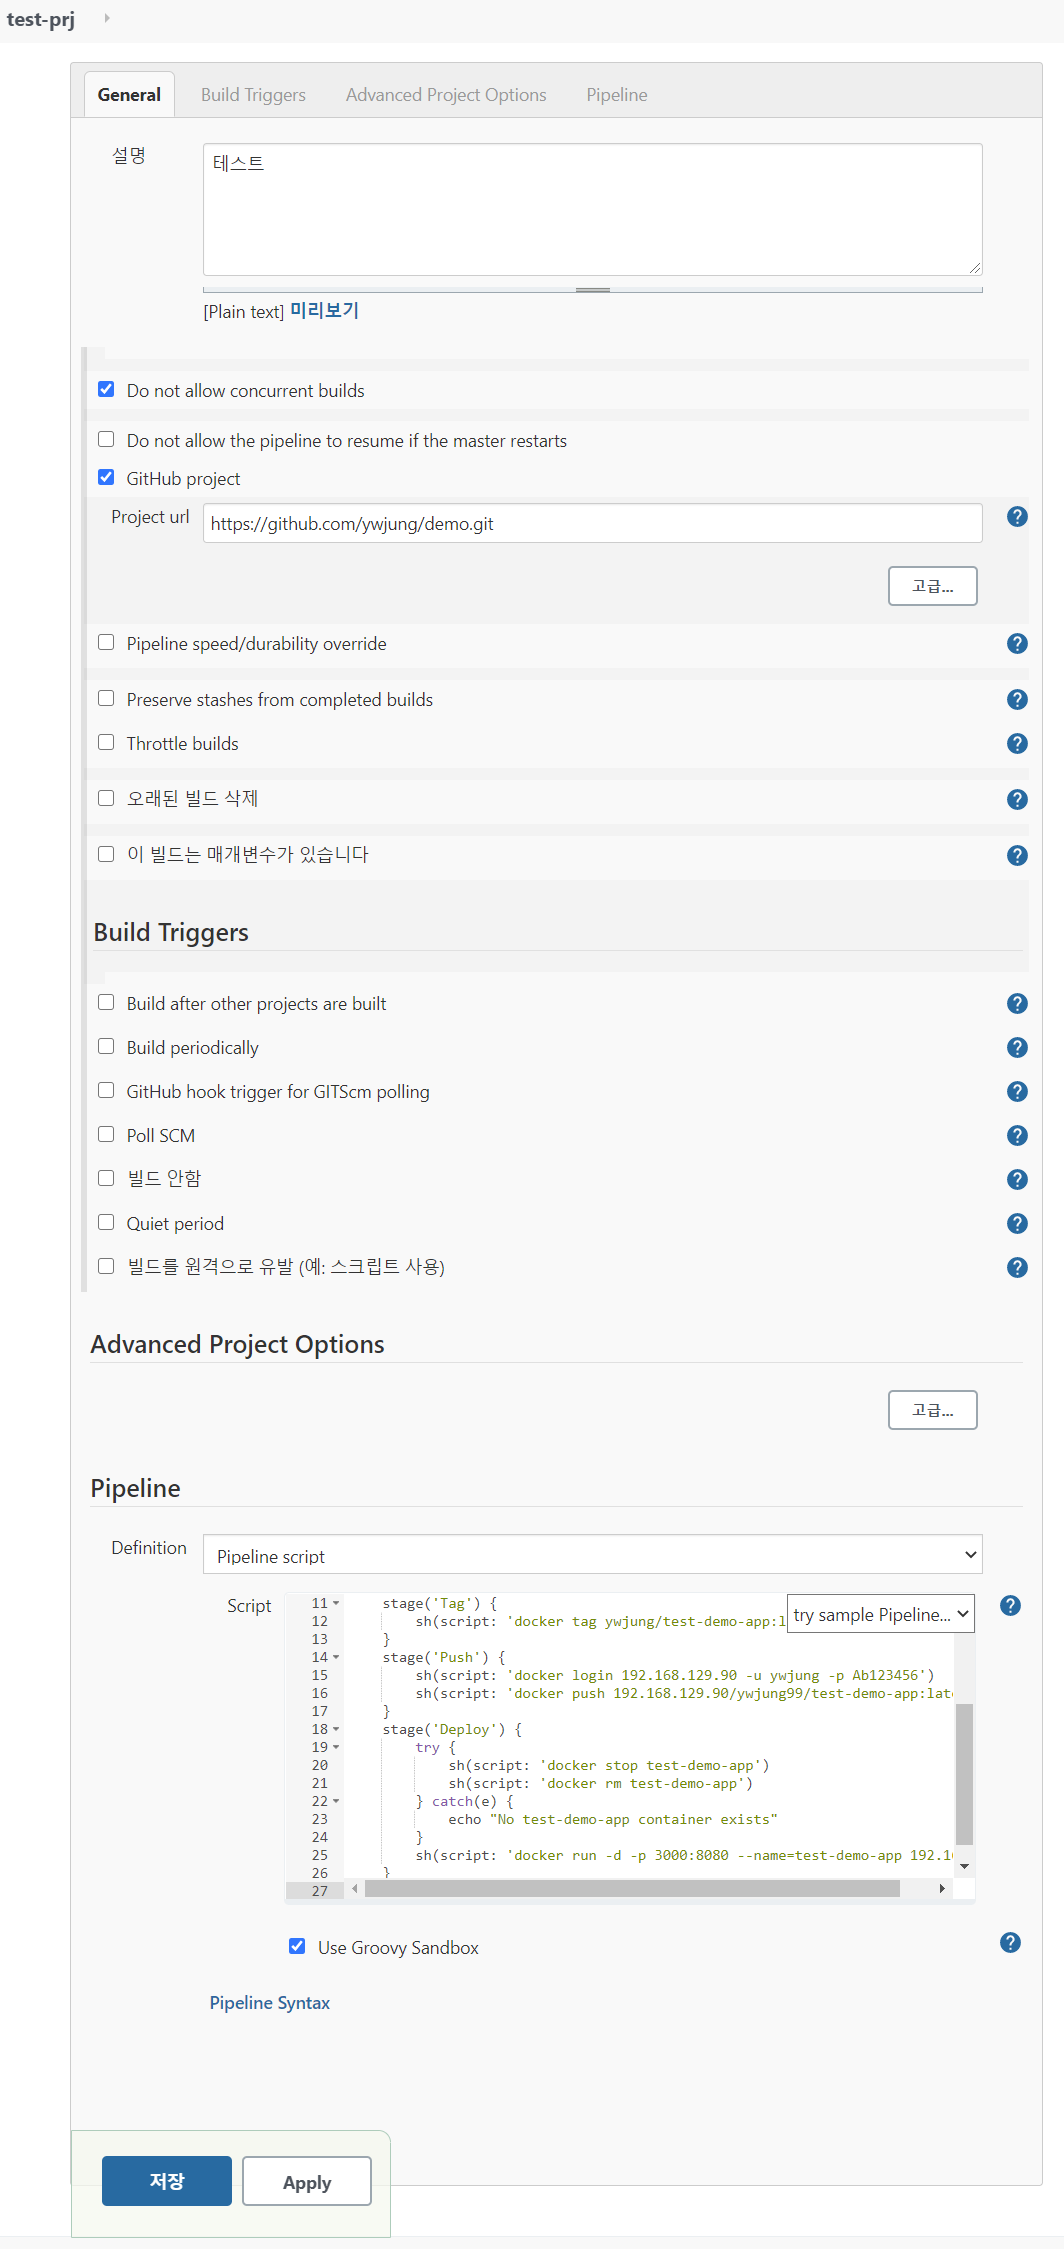 test-prj
General Build Triggers Advanced Project Options Pipeline
설명
테스트
[Plain text] 미리보기
Do not allow concurrent builds
Do not allow the pipeline to resume if the master restarts
GitHub project
Project url https://github.com/ywjung/demo.git
고급...
Pipeline speed/durability override
Preserve stashes from completed builds
Throttle builds
오래된 빌드 삭제
이 빌드는 매개변수가 있습니다
Build Triggers
Build after other projects are built
Build periodically
GitHub hook trigger for GITScm polling
Poll SCM
빌드 안함
Quiet period
빌드를 원격으로 유발 (예: 스크립트 사용)
Advanced Project Options
고급...
Pipeline
Definition Pipeline script
Script
try sample Pipeline...
11 stage('Tag') {
12 sh(script: 'docker tag ywjung/test-demo-app:l
13 }
14 stage('Push') {
15 sh(script: 'docker login 192.168.129.90 -u ywjung -p Ab123456')
16 sh(script: 'docker push 192.168.129.90/ywjung99/test-demo-app:late
17 }
18 stage('Deploy') {
19 try {
20 sh(script: 'docker stop test-demo-app')
21 sh(script: 'docker rm test-demo-app')
22 } catch(e) {
23 echo "No test-demo-app container exists"
24 }
25 sh(script: 'docker run -d -p 3000:8080 --name=test-demo-app 192.16
26 }
27
Use Groovy Sandbox
Pipeline Syntax
저장 Apply